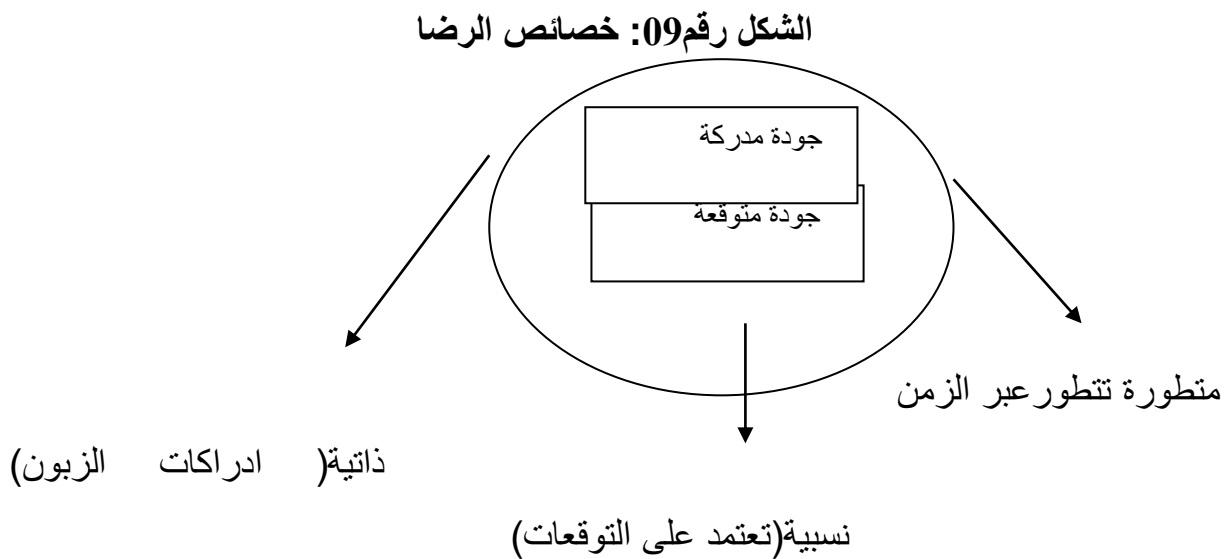 الشكل رقم09: خصائص الرضا
جودة مدركة
جودة متوقعة
متطورة تتطورعبر الزمن
ذاتية( ادراكات الزبون)
نسبية(تعتمد على التوقعات)